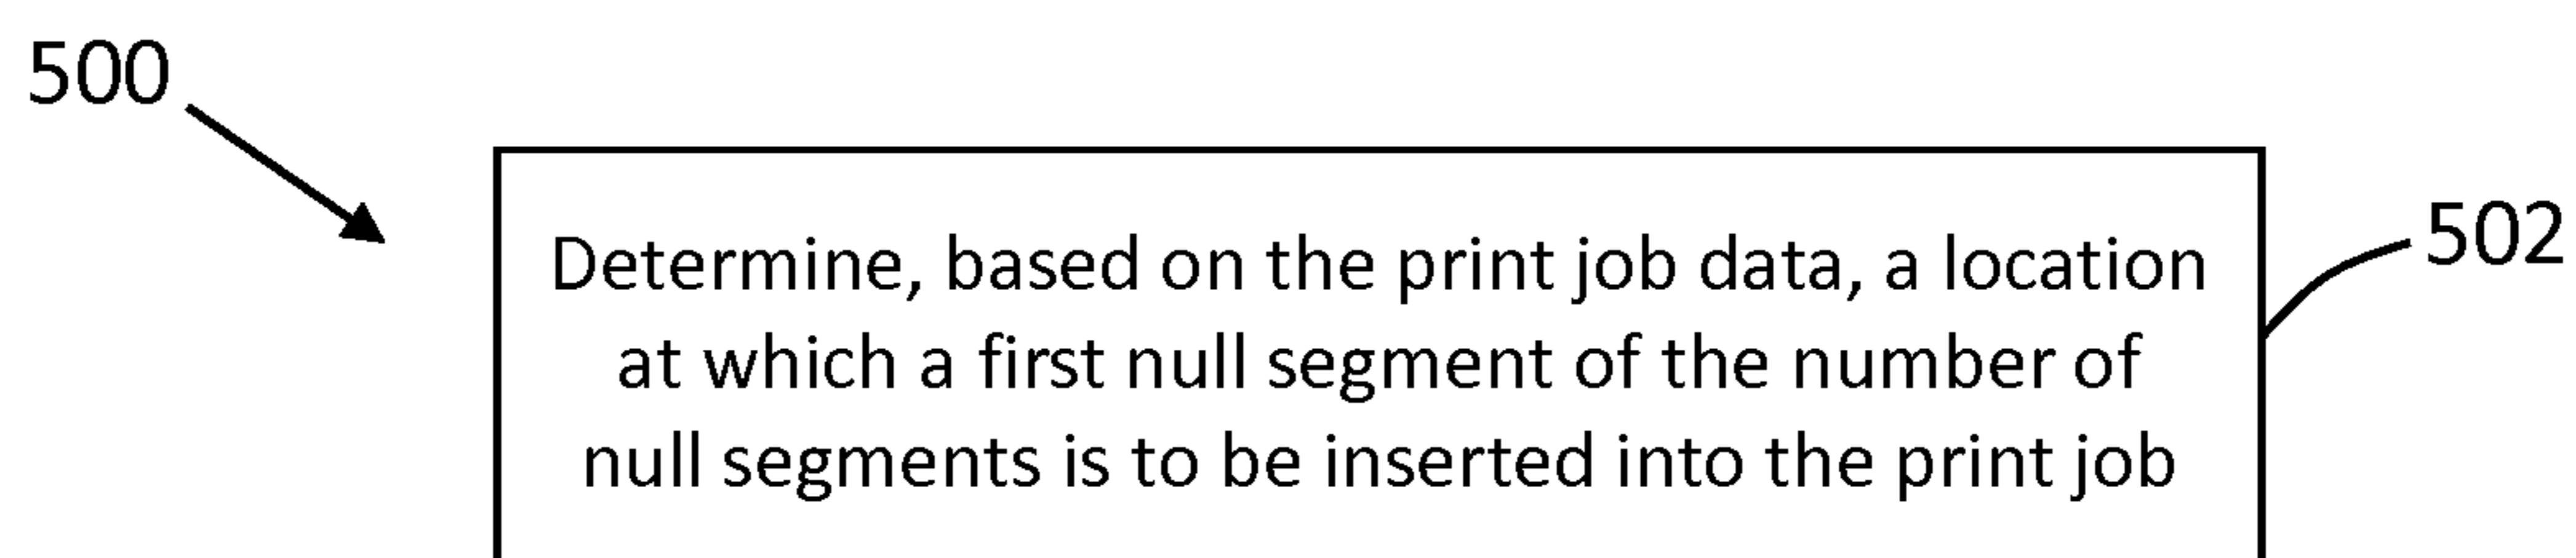 500
Determine, based on the print job data, a location
at which a first null segment of the number of
null segments is to be inserted into the print job
502